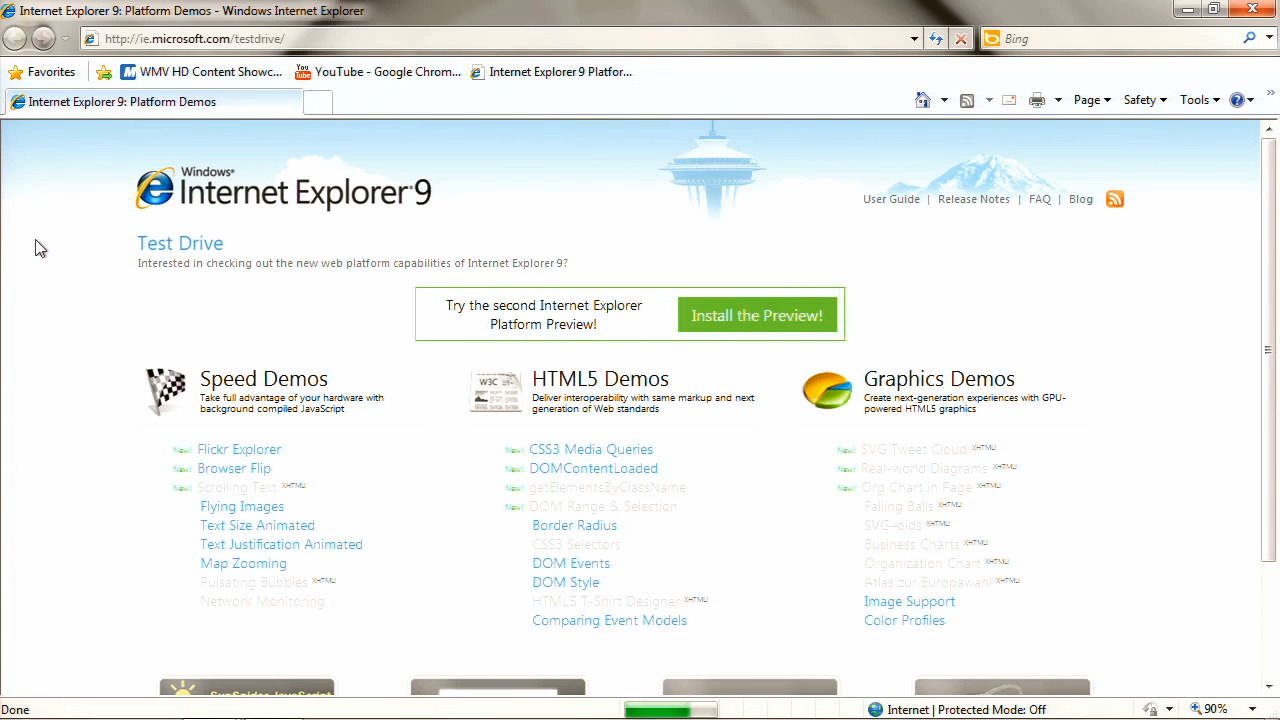 Internet Explorer 9: Platform Demos - Windows Internet Explorer
http://ie.microsoft.com/testdrive/
Bing
Favorites
WMV HD Content Showc...
YouTube - Google Chrom...
Internet Explorer 9 Platfor...
Internet Explorer 9: Platform Demos
Page
Safety
Tools
Windows®
Internet Explorer 9
User Guide | Release Notes | FAQ | Blog
Test Drive
Interested in checking out the new web platform capabilities of Internet Explorer 9?
Try the second Internet Explorer
Platform Preview!
Install the Preview!
Speed Demos
Take full advantage of your hardware with
background compiled JavaScript
New! Flickr Explorer
New! Browser Flip
New! Scrolling Text XHTML
Flying Images
Text Size Animated
Text Justification Animated
Map Zooming
Pulsating Bubbles XHTML
Network Monitoring
W3C
HTML5 Demos
Deliver interoperability with same markup and next
generation of Web standards
New! CSS3 Media Queries
New! DOMContentLoaded
New! getElementsByClassName
New! DOM Range & Selection
Border Radius
CSS3 Selectors
DOM Events
DOM Style
HTML5 T-Shirt Designer XHTML
Comparing Event Models
Graphics Demos
Create next-generation experiences with GPU-
powered HTML5 graphics
New! SVG Tweet Cloud XHTML
New! Real-world Diagrams XHTML
New! Org Chart in Page XHTML
Falling Balls XHTML
SVG-oids XHTML
Business Charts XHTML
Organization Chart XHTML
Atlas zur Europawahl XHTML
Image Support
Color Profiles
SunSpider JavaScript
Done
Internet | Protected Mode: Off
90%